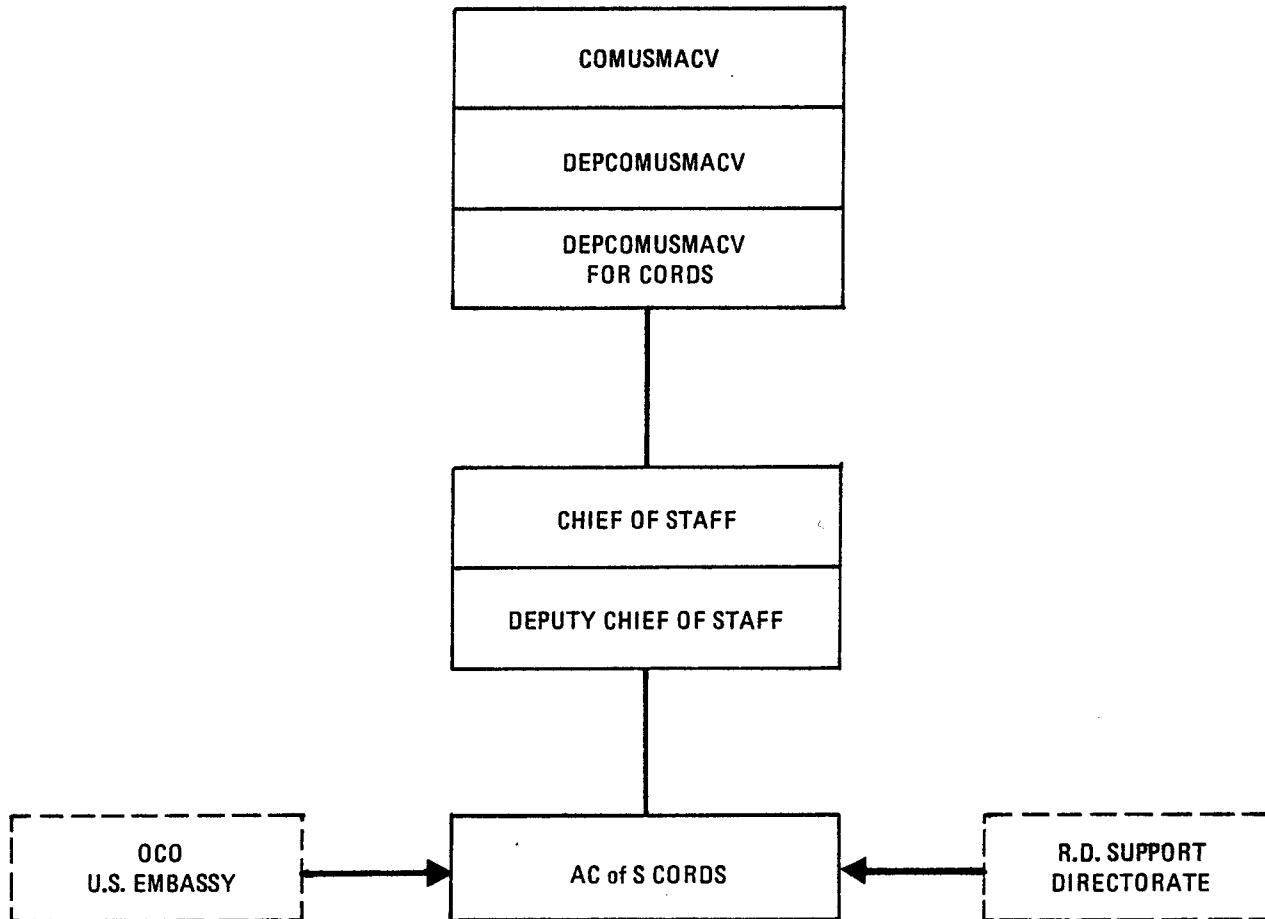 COMUSMACV
DEPCOMUSMACV
DEPCOMUSMACV
FOR CORDS
CHIEF OF STAFF
DEPUTY CHIEF OF STAFF
OCO
U.S. EMBASSY
AC of S CORDS
R.D. SUPPORT
DIRECTORATE